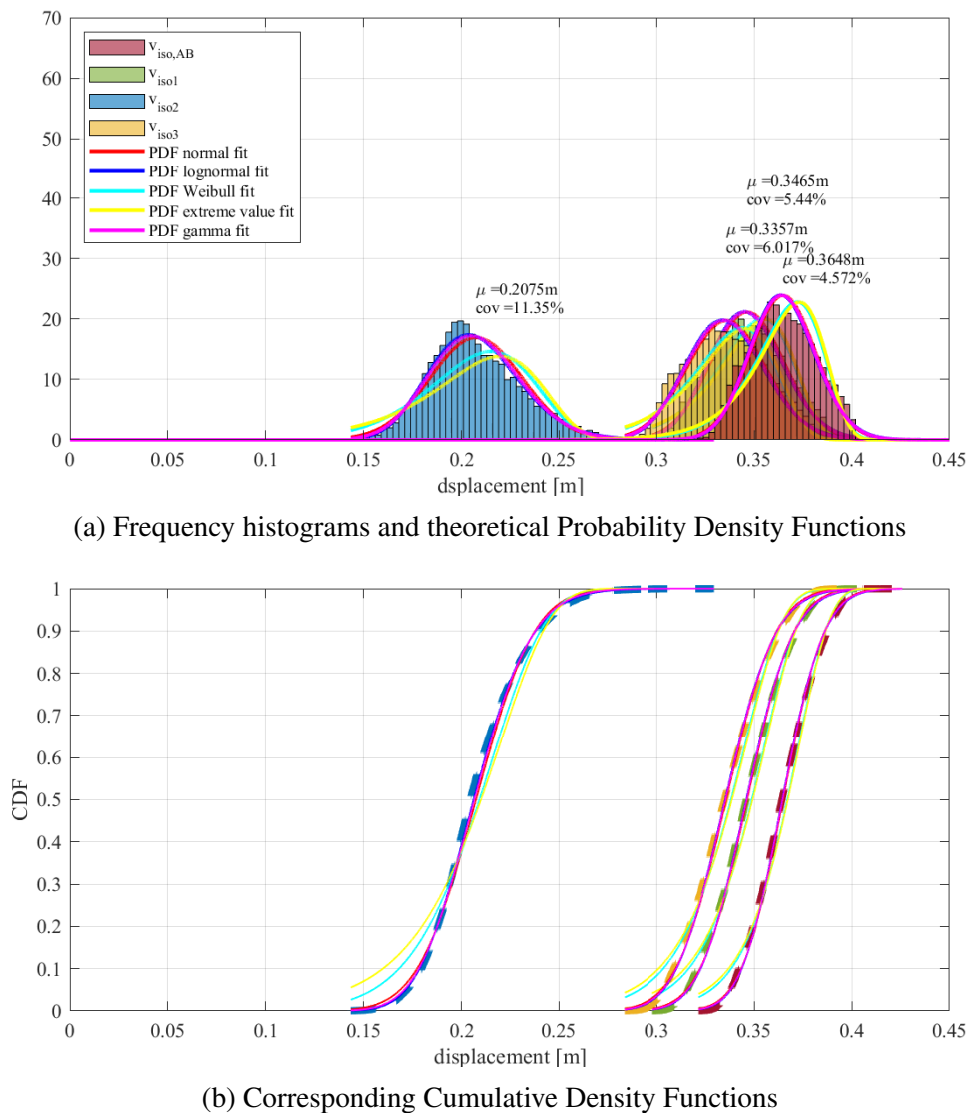 70
60
50
40
30
20
10
0
v_iso,AB
v_iso1
v_iso2
v_iso3
PDF normal fit
PDF lognormal fit
PDF Weibull fit
PDF extreme value fit
PDF gamma fit
μ =0.3465m
cov =5.44%
μ =0.3357m
cov =6.017%
μ =0.3648m
cov =4.572%
μ =0.2075m
cov =11.35%
0 0.05 0.1 0.15 0.2 0.25 0.3 0.35 0.4 0.45
dsplacement [m]
(a) Frequency histograms and theoretical Probability Density Functions
1
0.9
0.8
0.7
0.6
0.5
0.4
0.3
0.2
0.1
0
CDF
0 0.05 0.1 0.15 0.2 0.25 0.3 0.35 0.4 0.45
displacement [m]
(b) Corresponding Cumulative Density Functions